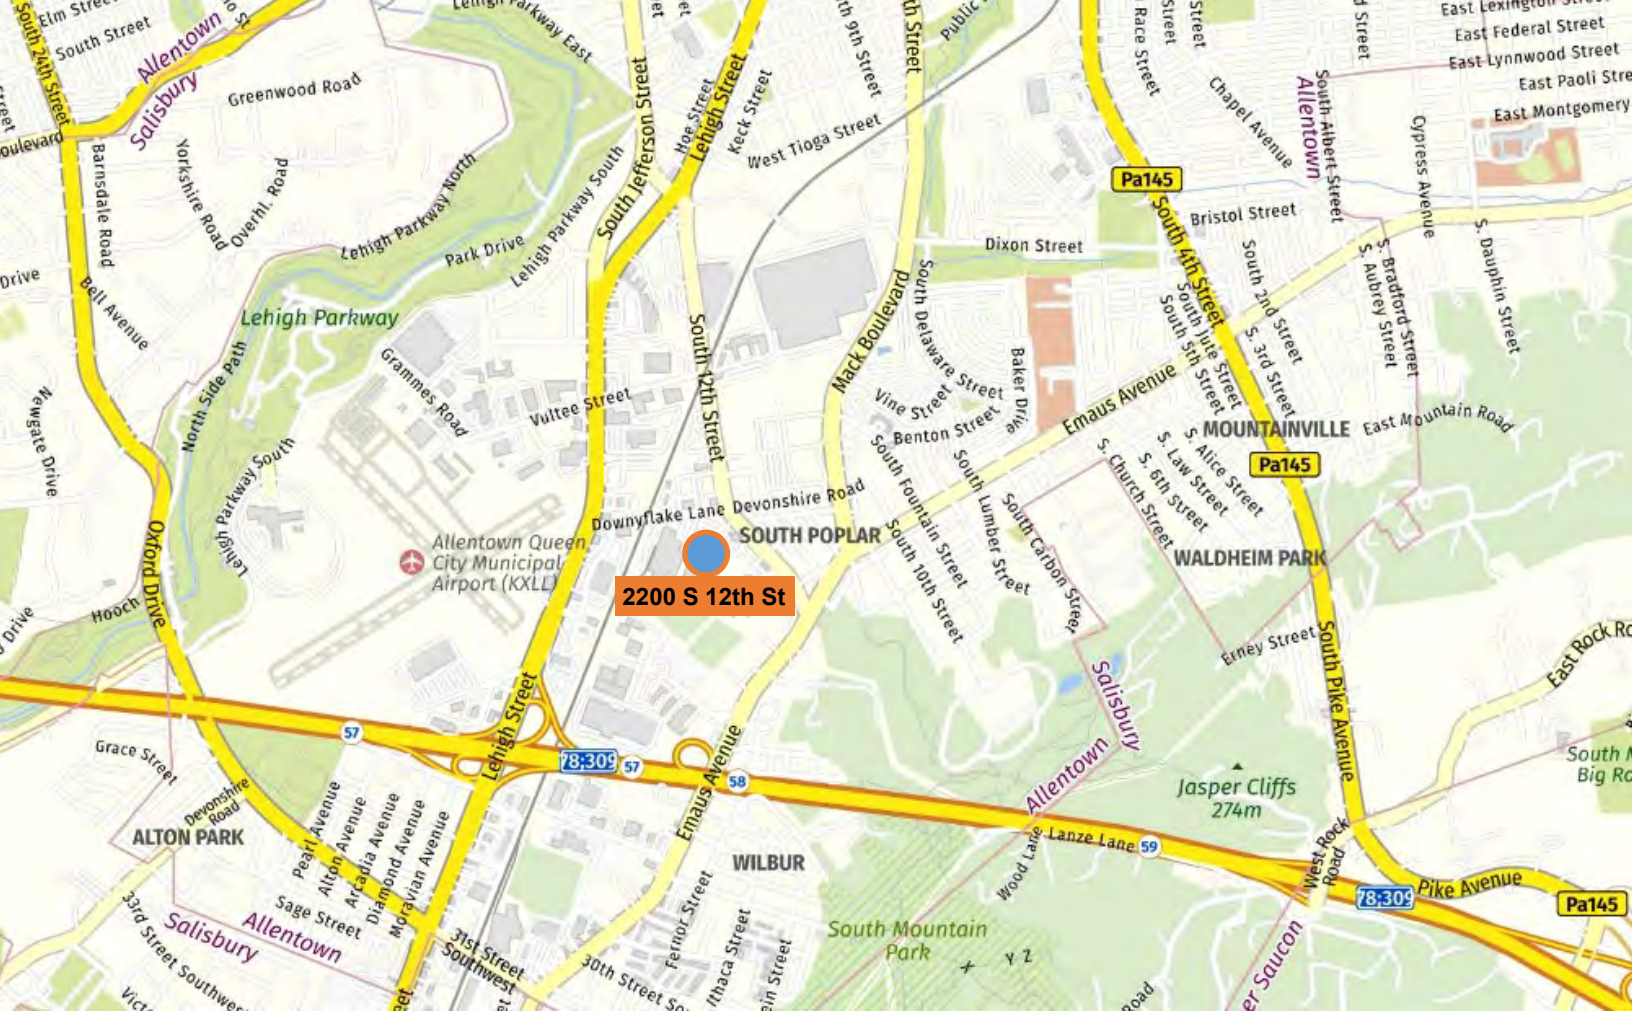 Elm Street
South Street
South 24th Street
Allentown
Salisbury
Greenwood Road
Lehigh Parkway East
Lehigh Street
South Jefferson Street
Hoe Street
Keck Street
West Tioga Street
9th Street
Street
Public
Race Street
Street
Street
Chapel Avenue
Allentown
South Albert Street
East Lexington Street
East Federal Street
East Lynnwood Street
East Paoli Stre
East Montgomery
Cypress Avenue
Pa145
Boulevard
Barnsdale Road
Yorkshire Road
Overhl. Road
Lehigh Parkway North
Park Drive
Lehigh Parkway South
Bristol Street
Dixon Street
South 4th Street
South 2nd Street
S. Bradford Street
S. Aubrey Street
S. Dauphin Street
Drive
Bell Avenue
Lehigh Parkway
North Side Path
Grammes Road
Vultee Street
South 12th Street
Mack Boulevard
South Delaware Street
Baker Drive
Vine Street
Benton Street
Emaus Avenue
South Jute Street
South 5th Street
S. 3rd Street
MOUNTAINVILLE
East Mountain Road
Pa145
Newgate Drive
Lehigh Parkway South
Oxford Drive
Downyflake Lane
Devonshire Road
SOUTH POPLAR
South Fountain Street
South 10th Street
South Lumber Street
South Carbon Street
S. Church Street
S. 6th Street
S. Law Street
S. Alice Street
WALDHEIM PARK
Allentown Queen
City Municipal
Airport (KXLL)
2200 S 12th St
Hooch
Drive
Erney Street
South Pike Avenue
East Rock Ro
Salisbury
Allentown
Lehigh Street
57
78;309
57
58
Emaus Avenue
Grace Street
Devonshire
Road
ALTON PARK
Pearl Avenue
Alton Avenue
Arcadia Avenue
Diamond Avenue
Moravian Avenue
Sage Street
WILBUR
Jasper Cliffs
274m
South M
Big Ro
Wood Lane
Lanze Lane
59
West Rock
Road
78;309
Pike Avenue
Pa145
33rd Street Southwest
Salisbury
Allentown
31st Street
Southwest
30th Street So
Fernor Street
Ithaca Street
South Mountain
Park
X Y Z
Road
er Saucon
Victo